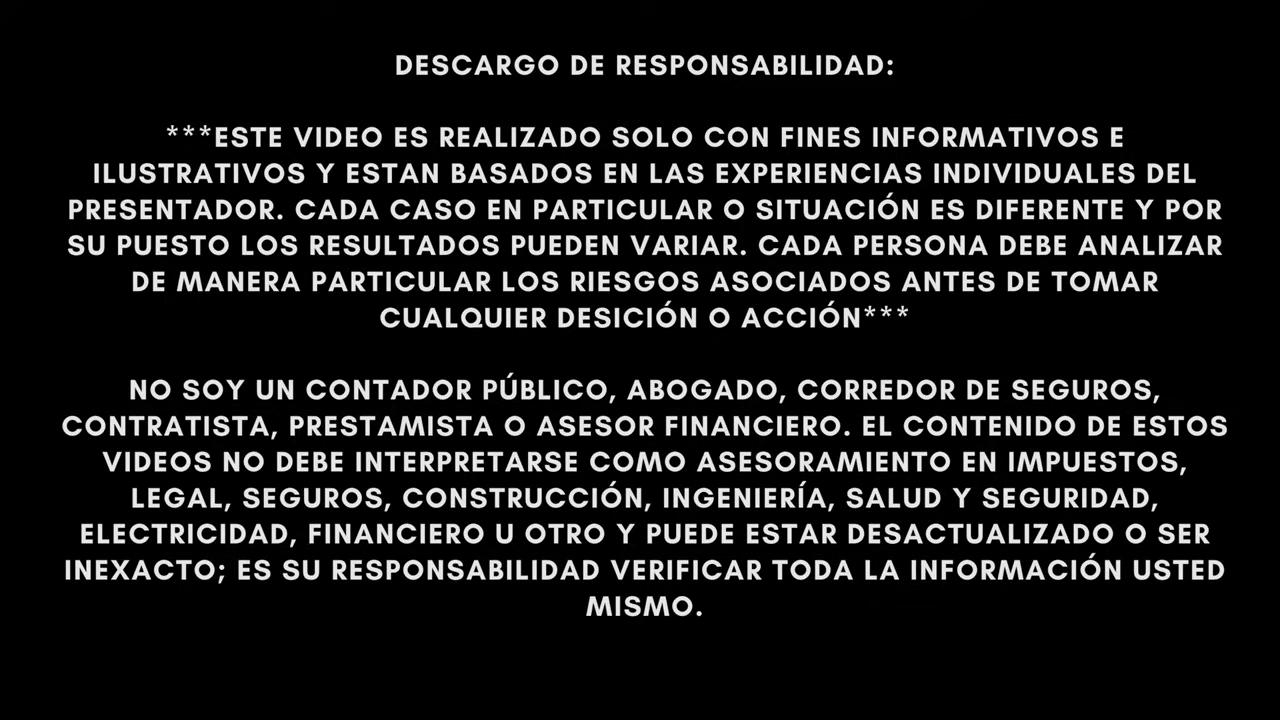 DESCARGO DE RESPONSABILIDAD:
***ESTE VIDEO ES REALIZADO SOLO CON FINES INFORMATIVOS E
ILUSTRATIVOS Y ESTAN BASADOS EN LAS EXPERIENCIAS INDIVIDUALES DEL
PRESENTADOR. CADA CASO EN PARTICULAR O SITUACIÓN ES DIFERENTE Y POR
SU PUESTO LOS RESULTADOS PUEDEN VARIAR. CADA PERSONA DEBE ANALIZAR
DE MANERA PARTICULAR LOS RIESGOS ASOCIADOS ANTES DE TOMAR
CUALQUIER DESICIÓN O ACCIÓN***
NO SOY UN CONTADOR PÚBLICO, ABOGADO, CORREDOR DE SEGUROS,
CONTRATISTA, PRESTAMISTA O ASESOR FINANCIERO. EL CONTENIDO DE ESTOS
VIDEOS NO DEBE INTERPRETARSE COMO ASESORAMIENTO EN IMPUESTOS,
LEGAL, SEGUROS, CONSTRUCCIÓN, INGENIERÍA, SALUD Y SEGURIDAD,
ELECTRICIDAD, FINANCIERO U OTRO Y PUEDE ESTAR DESACTUALIZADO O SER
INEXACTO; ES SU RESPONSABILIDAD VERIFICAR TODA LA INFORMACIÓN USTED
MISMO.